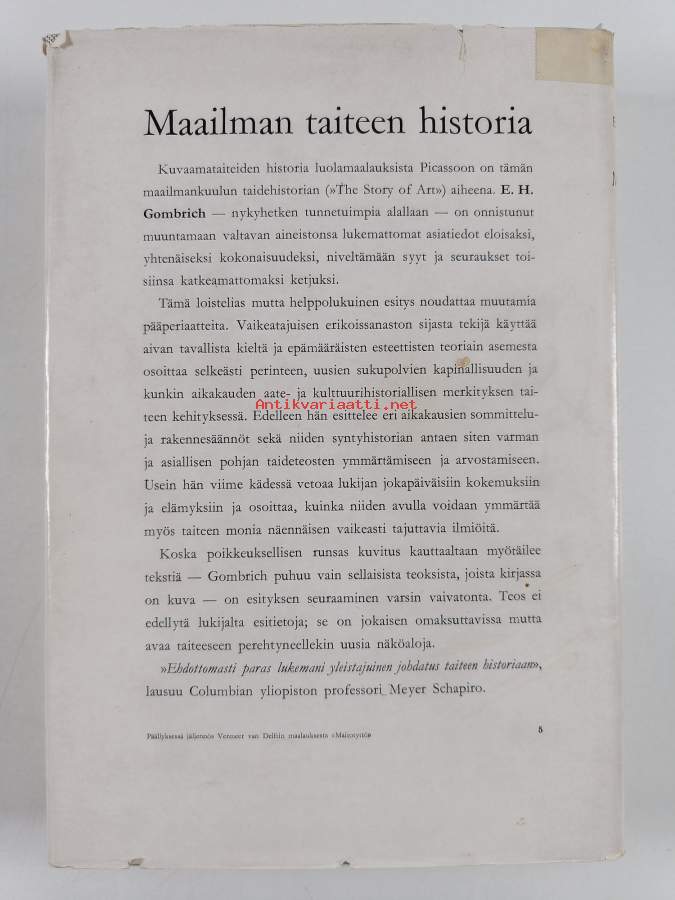 Maailman taiteen historia
Kuvaamataiteiden historia luolamaalauksista Picassoon on tämän
maailmankuulun taidehistorian (»The Story of Art») aiheena. E. H.
Gombrich — nykyhetken tunnetuimpia alallaan — on onnistunut
muuntamaan valtavan aineistonsa lukemattomat asiatiedot eloisaksi,
yhtenäiseksi kokonaisuudeksi, niveltämään syyt ja seuraukset toi-
siinsa katkeamattomaksi ketjuksi.
Tämä loistelias mutta helppolukuinen esitys noudattaa muutamia
pääperiaatteita. Vaikeatajuisen erikoissanaston sijasta tekijä käyttää
aivan tavallista kieltä ja epämääräisten esteettisten teoriain asemesta
osoittaa selkeästi perinteen, uusien sukupolvien kapinallisuuden ja
kunkin aikakauden aate- ja kulttuurihistoriallisen merkityksen tai-
teen kehityksessä. Edelleen hän esittelee eri aikakausien sommittelu-
ja rakennesäännöt sekä niiden syntyhistorian antaen siten varman
ja asiallisen pohjan taideteosten ymmärtämiseen ja arvostamiseen.
Usein hän viime kädessä vetoaa lukijan jokapäiväisiin kokemuksiin
ja elämyksiin ja osoittaa, kuinka niiden avulla voidaan ymmärtää
myös taiteen monia näennäisen vaikeasti tajuttavia ilmiöitä.
Koska poikkeuksellisen runsas kuvitus kauttaaltaan myötäilee
tekstiä — Gombrich puhuu vain sellaisista teoksista, joista kirjassa
on kuva — on esityksen seuraaminen varsin vaivatonta. Teos ei
edellytä lukijalta esitietoja; se on jokaisen omaksuttavissa mutta
avaa taiteeseen perehtyneellekin uusia näköaloja.
»Ehdottomasti paras lukemani yleistajuinen johdatus taiteen historiaan»,
lausuu Columbian yliopiston professori Meyer Schapiro.
Päällyksessä jäljennös Vermeer van Delftin maalauksesta »Maitotyttö» 5
Antikvariaatti.net